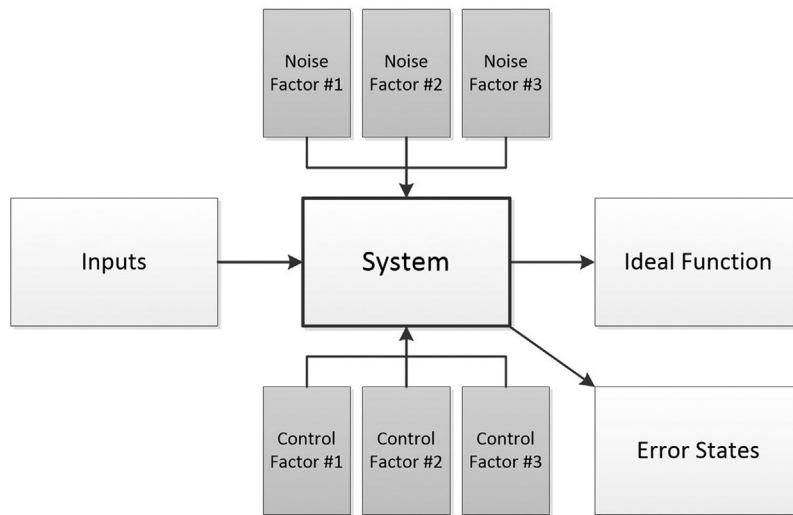 Noise
Factor #1
Noise
Factor #2
Noise
Factor #3
Inputs
System
Ideal Function
Control
Factor #1
Control
Factor #2
Control
Factor #3
Error States